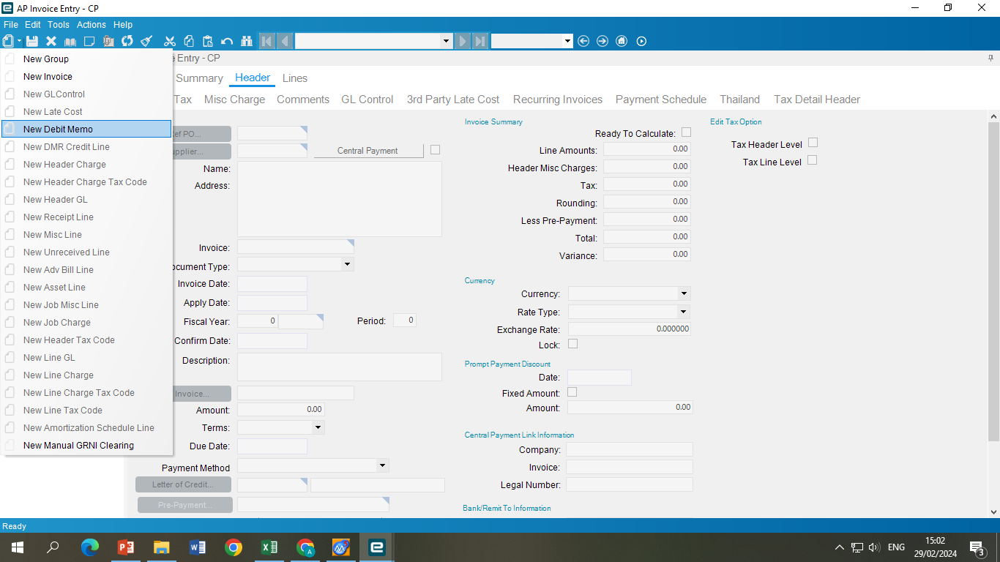 AP Invoice Entry - CP
File Edit Tools Actions Help
e Entry - CP
New Group
New Invoice
New GLControl
New Late Cost
New Debit Memo
New DMR Credit Line
New Header Charge
New Header Charge Tax Code
New Header GL
New Receipt Line
New Misc Line
New Unreceived Line
New Adv Bill Line
New Asset Line
New Job Misc Line
New Job Charge
New Header Tax Code
New Line GL
New Line Charge
New Line Charge Tax Code
New Line Tax Code
New Amortization Schedule Line
New Manual GRNI Clearing
Summary Header Lines
Tax Misc Charge Comments GL Control 3rd Party Late Cost Recurring Invoices Payment Schedule Thailand Tax Detail Header
ef PO...
upplier... Central Payment
Name:
Address:
Invoice:
ocument Type:
Invoice Date:
Apply Date:
Fiscal Year: 0 Period: 0
Confirm Date:
Description:
Invoice...
Amount: 0.00
Terms:
Due Date:
Payment Method
Letter of Credit...
Pre-Payment...
Invoice Summary
Ready To Calculate:
Line Amounts: 0.00
Header Misc Charges: 0.00
Tax: 0.00
Rounding: 0.00
Less Pre-Payment: 0.00
Total: 0.00
Variance: 0.00
Currency
Currency:
Rate Type:
Exchange Rate: 0.000000
Lock:
Prompt Payment Discount
Date:
Fixed Amount:
Amount: 0.00
Central Payment Link Information
Company:
Invoice:
Legal Number:
Bank/Remit To Information
Edit Tax Option
Tax Header Level
Tax Line Level
Ready
ENG
15:02
29/02/2024
3